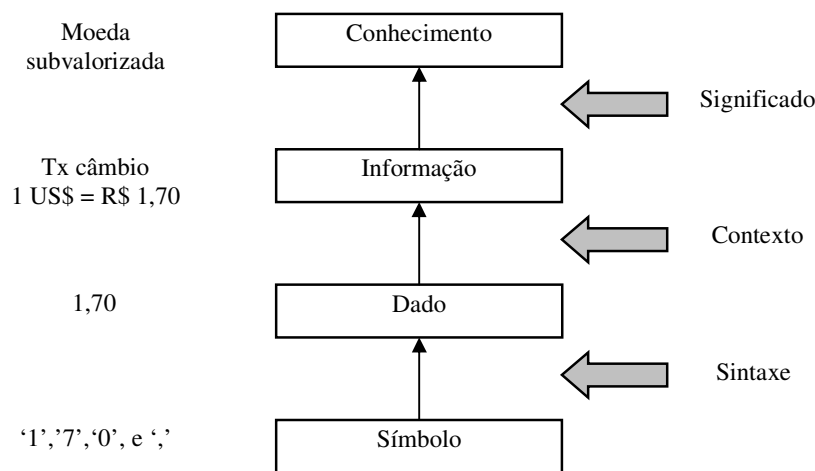 Moeda
subvalorizada
Conhecimento
Significado
Tx câmbio
1 US$ = R$ 1,70
Informação
Contexto
1,70
Dado
Sintaxe
‘1’,’7’,‘0’, e ‘,’
Símbolo